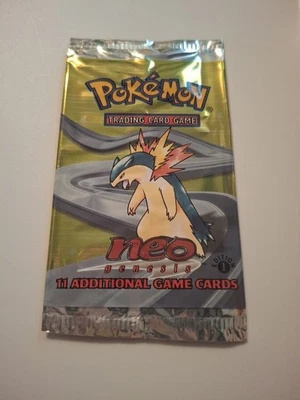 POKéMON
TRADING CARD GAME
neo
genesis
EDITION
1
11 ADDITIONAL GAME CARDS